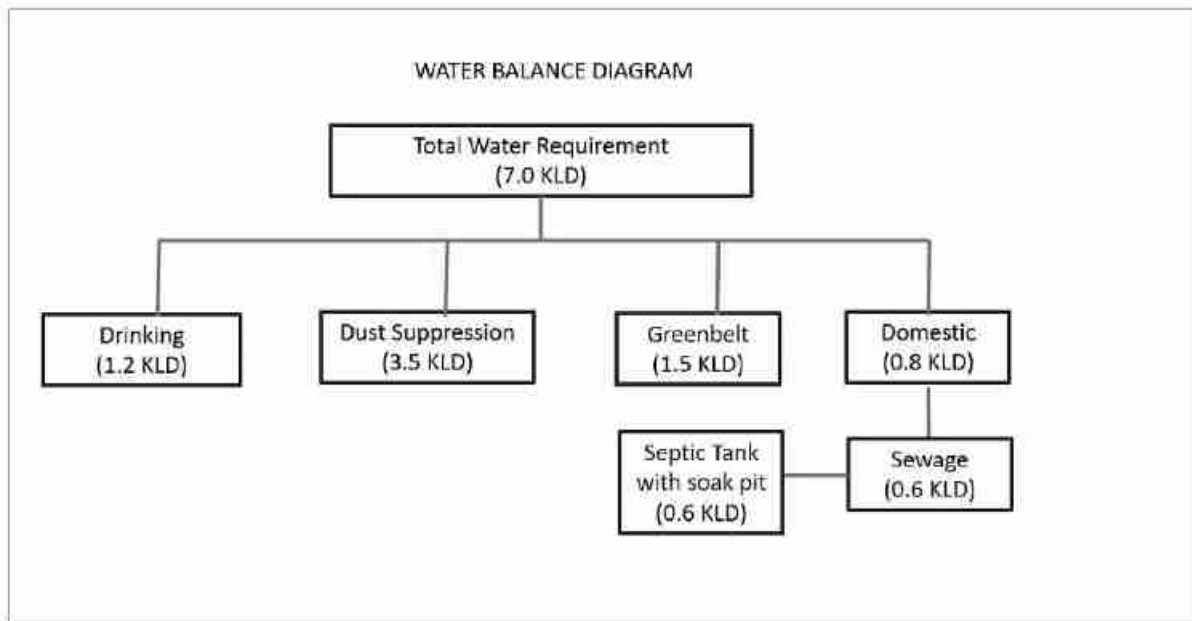 WATER BALANCE DIAGRAM
Total Water Requirement
(7.0 KLD)
Drinking
(1.2 KLD)
Dust Suppression
(3.5 KLD)
Greenbelt
(1.5 KLD)
Domestic
(0.8 KLD)
Septic Tank
with soak pit
(0.6 KLD)
Sewage
(0.6 KLD)